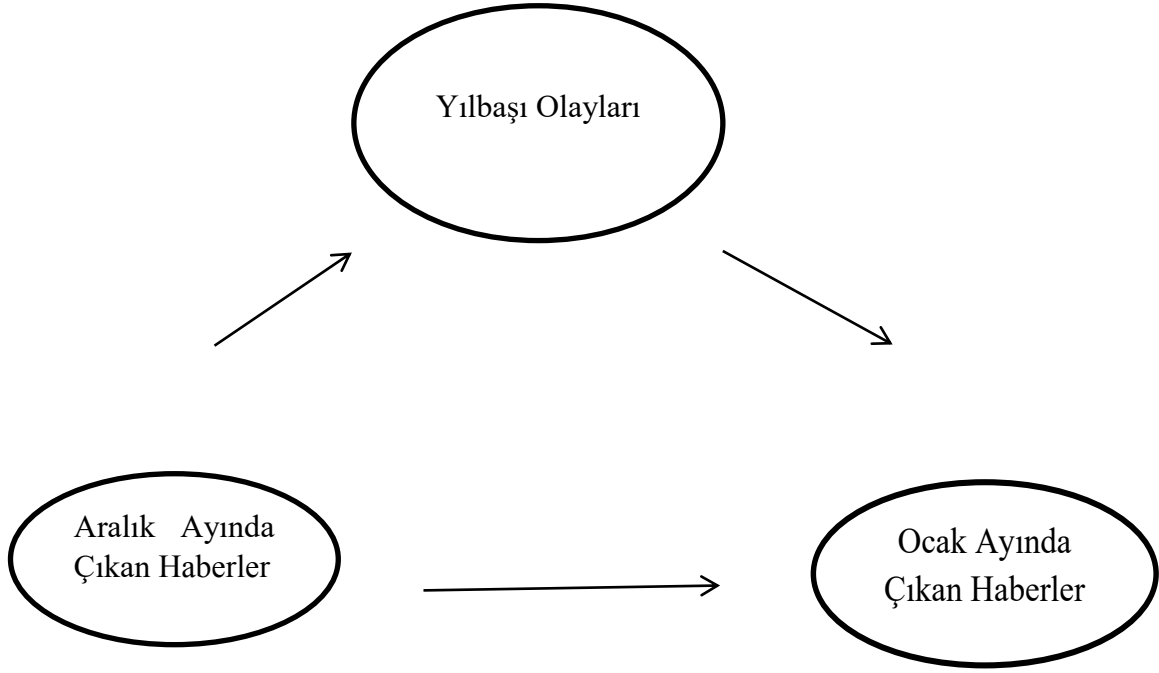 Yılbaşı Olayları
Aralık Ayında
Çıkan Haberler
Ocak Ayında
Çıkan Haberler